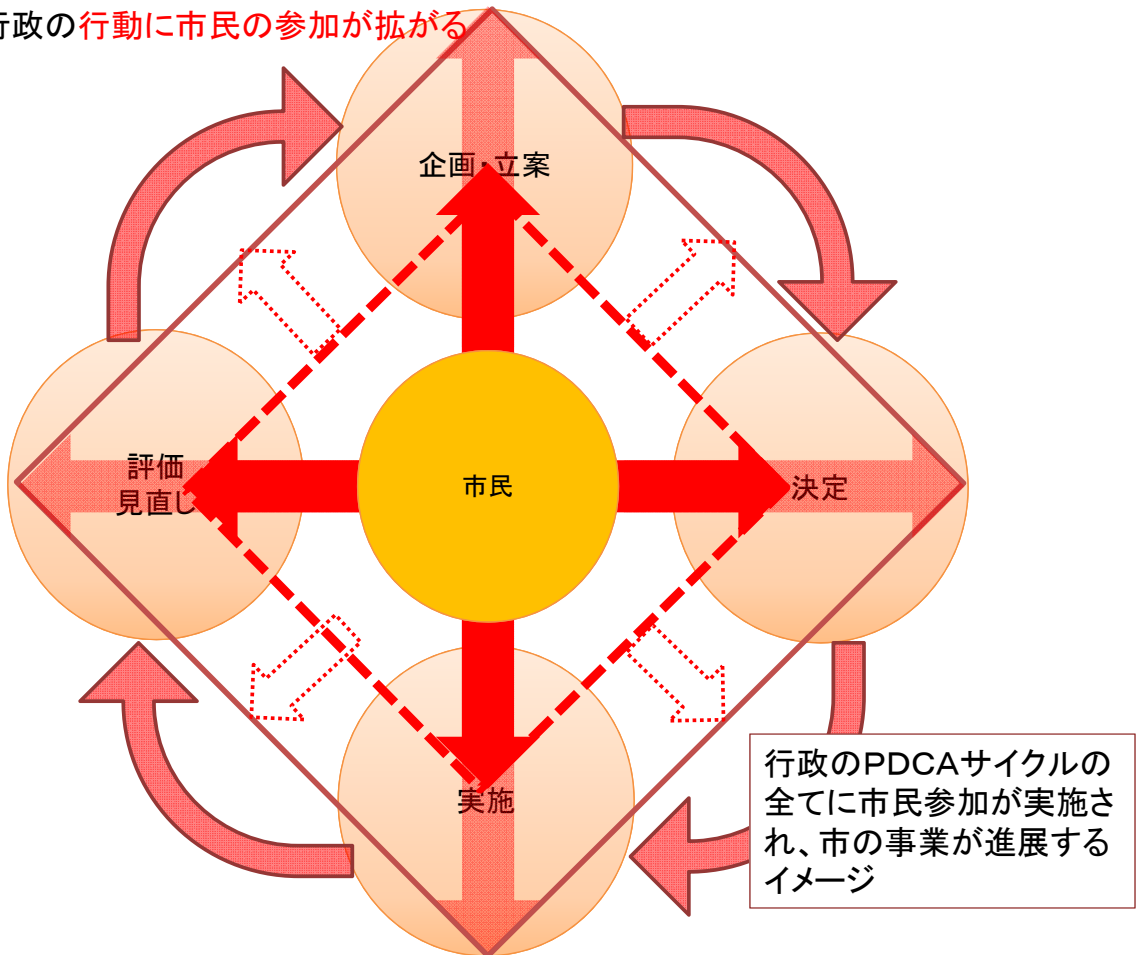 行政の行動に市民の参加が拡がる
企画・立案
評価
見直し
市民
決定
実施
行政のPDCAサイクルの
全てに市民参加が実施さ
れ、市の事業が進展する
イメージ